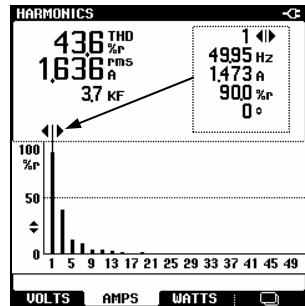 HARMONICS
43,6 THD %r
1,636 rms A
3,7 KF
1
49,95 Hz
1,473 A
90,0 %r
0 °
100
%r
50
0
1 5 9 13 17 21 25 29 33 37 41 45 49
VOLTS AMPS WATTS